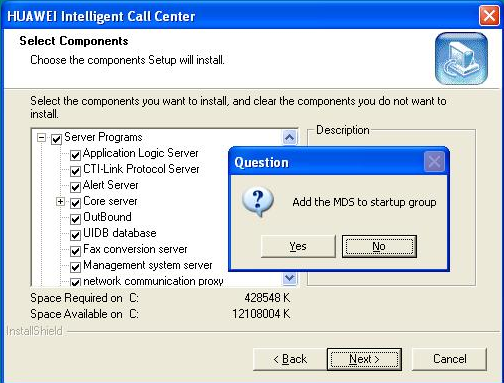 HUAWEI Intelligent Call Center
Select Components
Choose the components Setup will install.
Select the components you want to install, and clear the components you do not want to
install.
Server Programs
Application Logic Server
CTI-Link Protocol Server
Alert Server
Core server
OutBound
UIDB database
Fax conversion server
Management system server
network communication proxy
Description
Question
Add the MDS to startup group
Yes
No
Space Required on C: 428548 K
Space Available on C: 12108004 K
InstallShield
< Back
Next >
Cancel